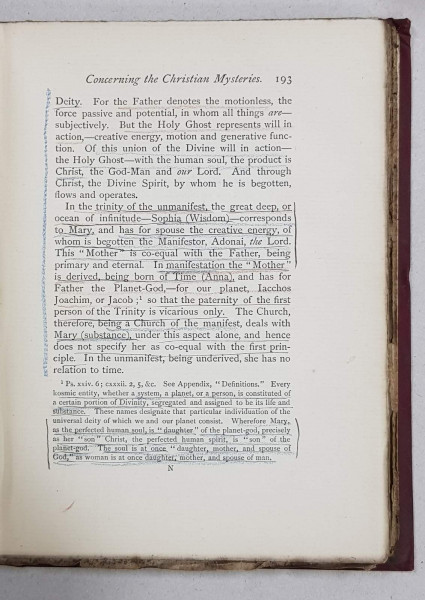 Concerning the Christian Mysteries. 193
Deity. For the Father denotes the motionless, the
force passive and potential, in whom all things are—
subjectively. But the Holy Ghost represents will in
action,—creative energy, motion and generative func-
tion. Of this union of the Divine will in action—
the Holy Ghost—with the human soul, the product is
Christ, the God-Man and our Lord. And through
Christ, the Divine Spirit, by whom he is begotten,
flows and operates.
In the trinity of the unmanifest, the great deep, or
ocean of infinitude—Sophia (Wisdom)—corresponds
to Mary, and has for spouse the creative energy, of
whom is begotten the Manifestor, Adonai, the Lord.
This "Mother" is co-equal with the Father, being
primary and eternal. In manifestation the "Mother"
is derived, being born of Time (Anna), and has for
Father the Planet-God,—for our planet, Iacchos
Joachim, or Jacob;¹ so that the paternity of the first
person of the Trinity is vicarious only. The Church,
therefore, being a Church of the manifest, deals with
Mary (substance), under this aspect alone, and hence
does not specify her as co-equal with the first prin-
ciple. In the unmanifest, being underived, she has no
relation to time.
¹ Ps. xxiv. 6; cxxxii. 2, 5, &c. See Appendix, "Definitions." Every
kosmic entity, whether a system, a planet, or a person, is constituted of
a certain portion of Divinity, segregated and assigned to be its life and
substance. These names designate that particular individuation of the
universal deity of which we and our planet consist. Wherefore Mary,
as the perfected human soul, is "daughter" of the planet-god, precisely
as her "son" Christ, the perfected human spirit, is "son" of the
planet-god. The soul is at once "daughter, mother, and spouse of
God," as woman is at once daughter, mother, and spouse of man.
N